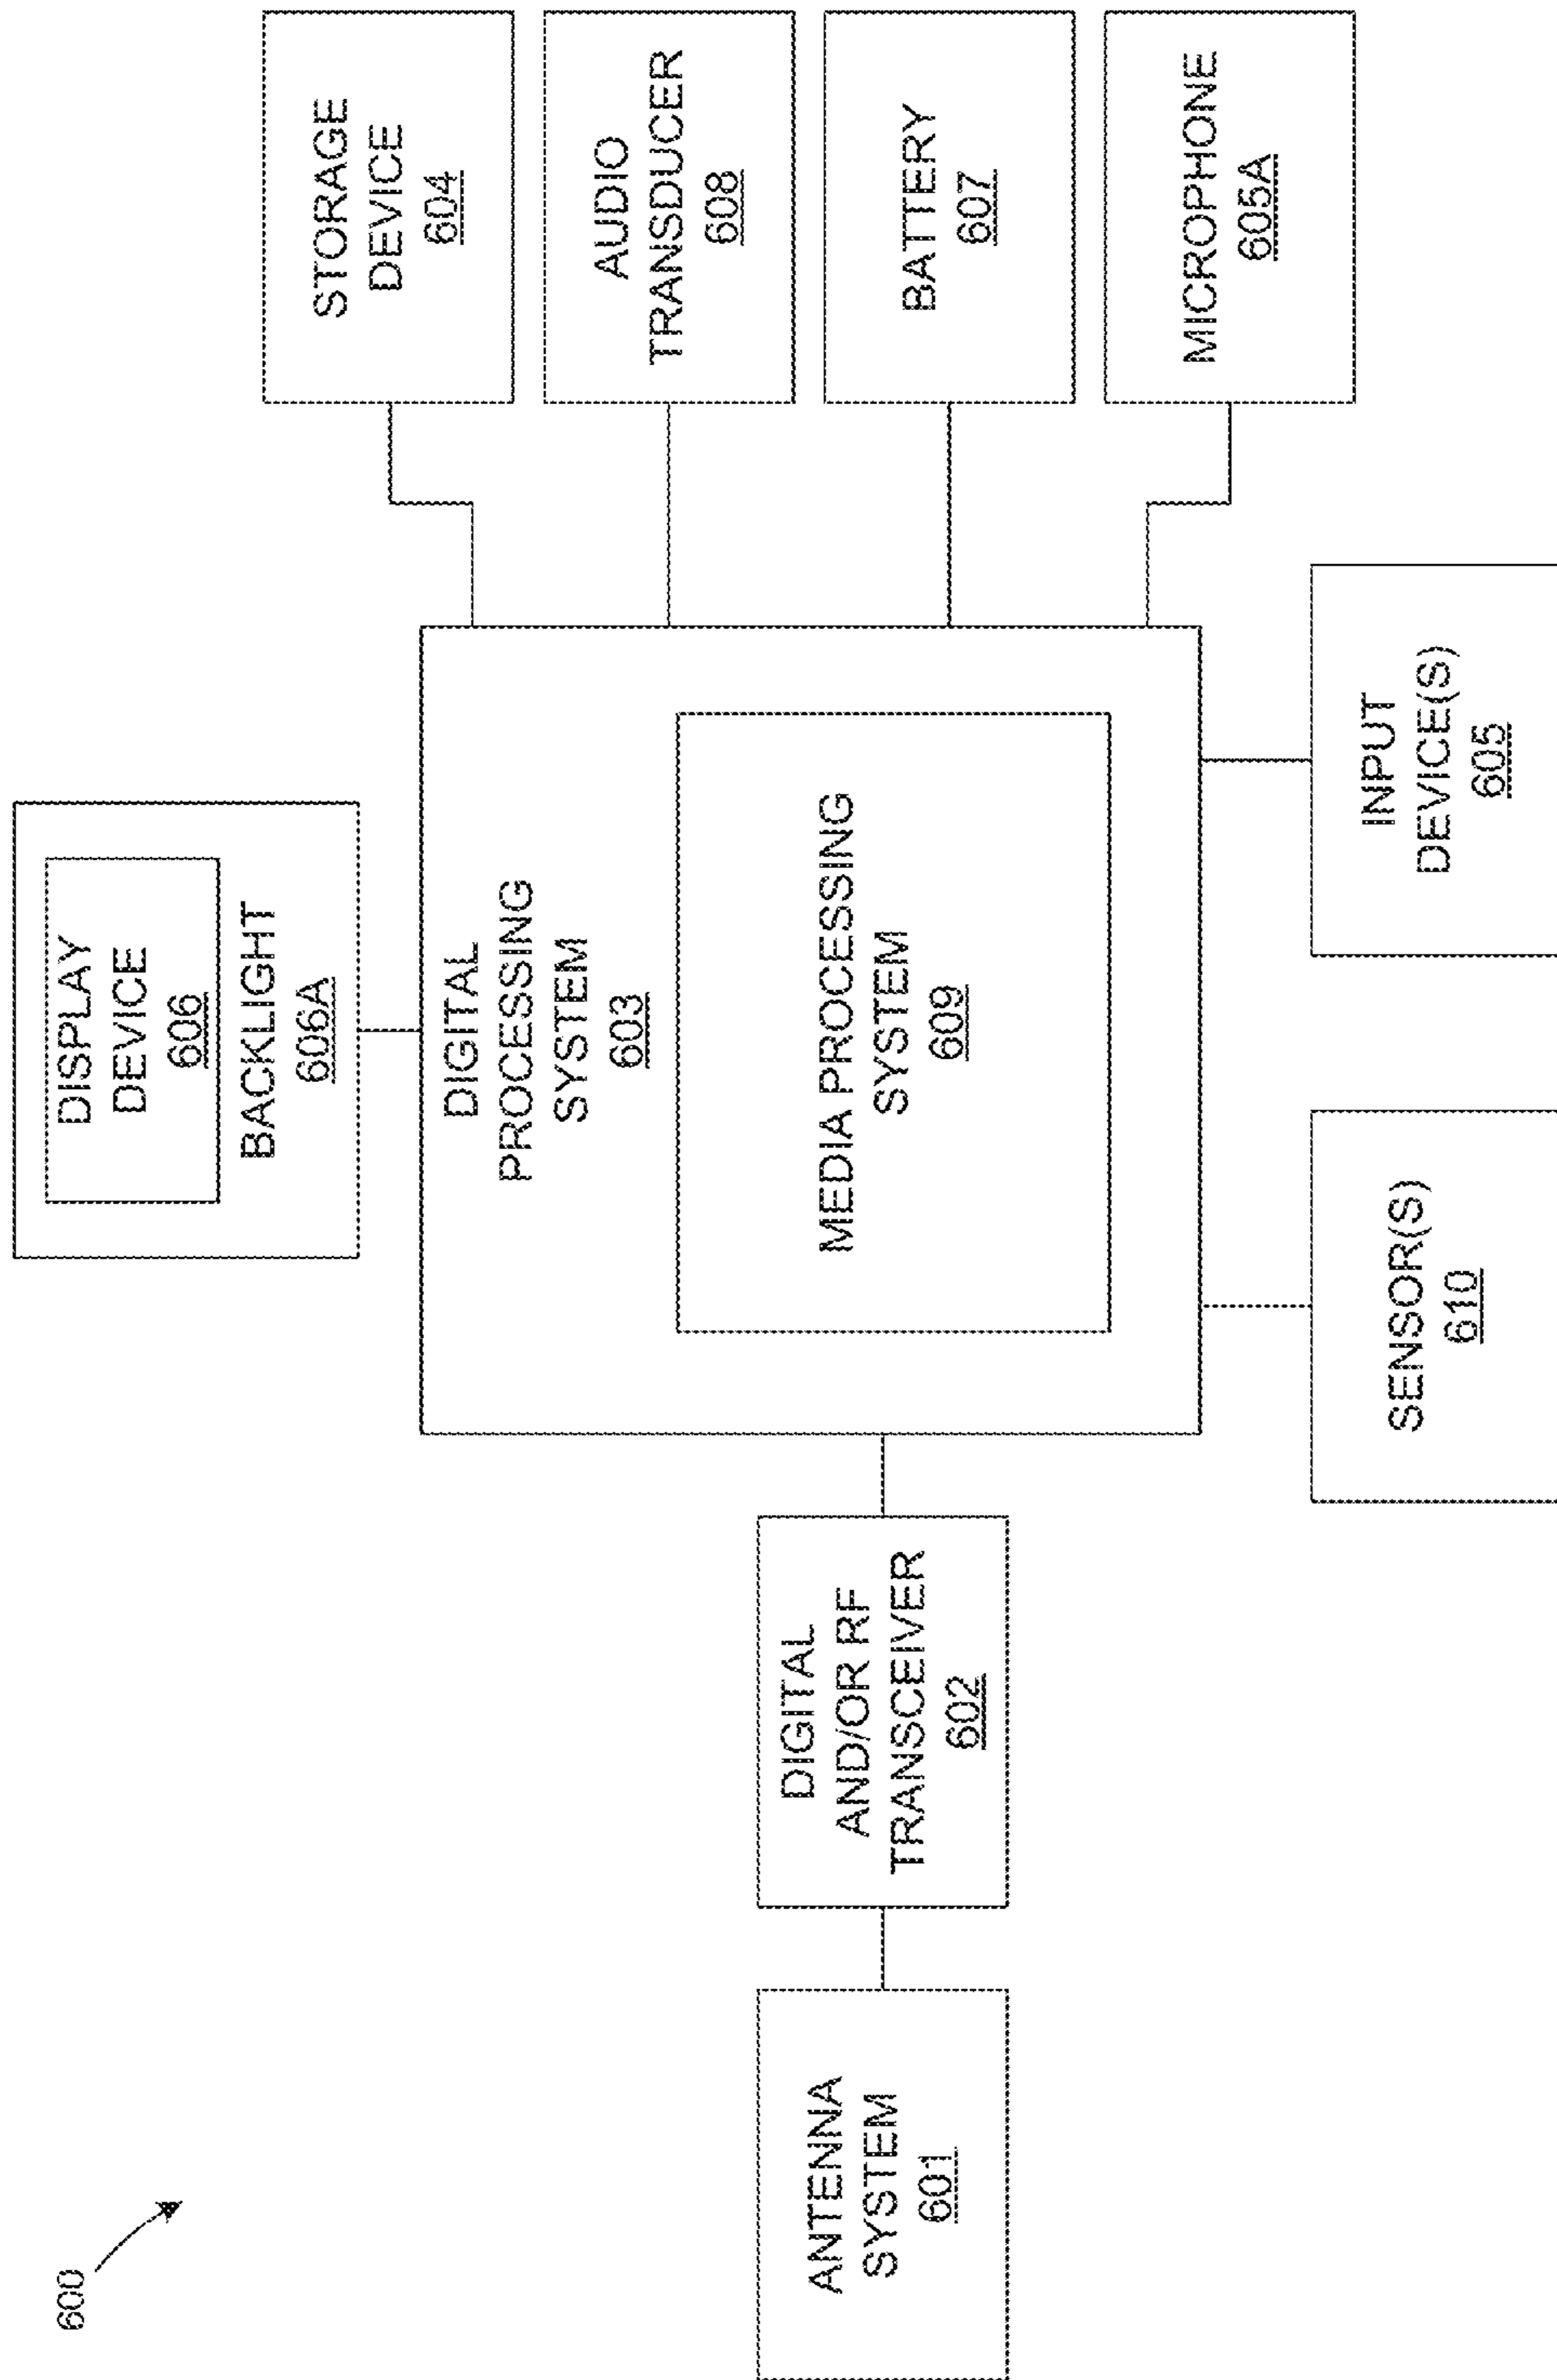 600
DISPLAY
DEVICE
606
BACKLIGHT
606A
STORAGE
DEVICE
604
AUDIO
TRANSDUCER
608
BATTERY
607
MICROPHONE
605A
DIGITAL
PROCESSING
SYSTEM
603
MEDIA PROCESSING
SYSTEM
609
ANTENNA
SYSTEM
601
DIGITAL
AND/OR RF
TRANSCEIVER
602
SENSOR(S)
610
INPUT
DEVICE(S)
605